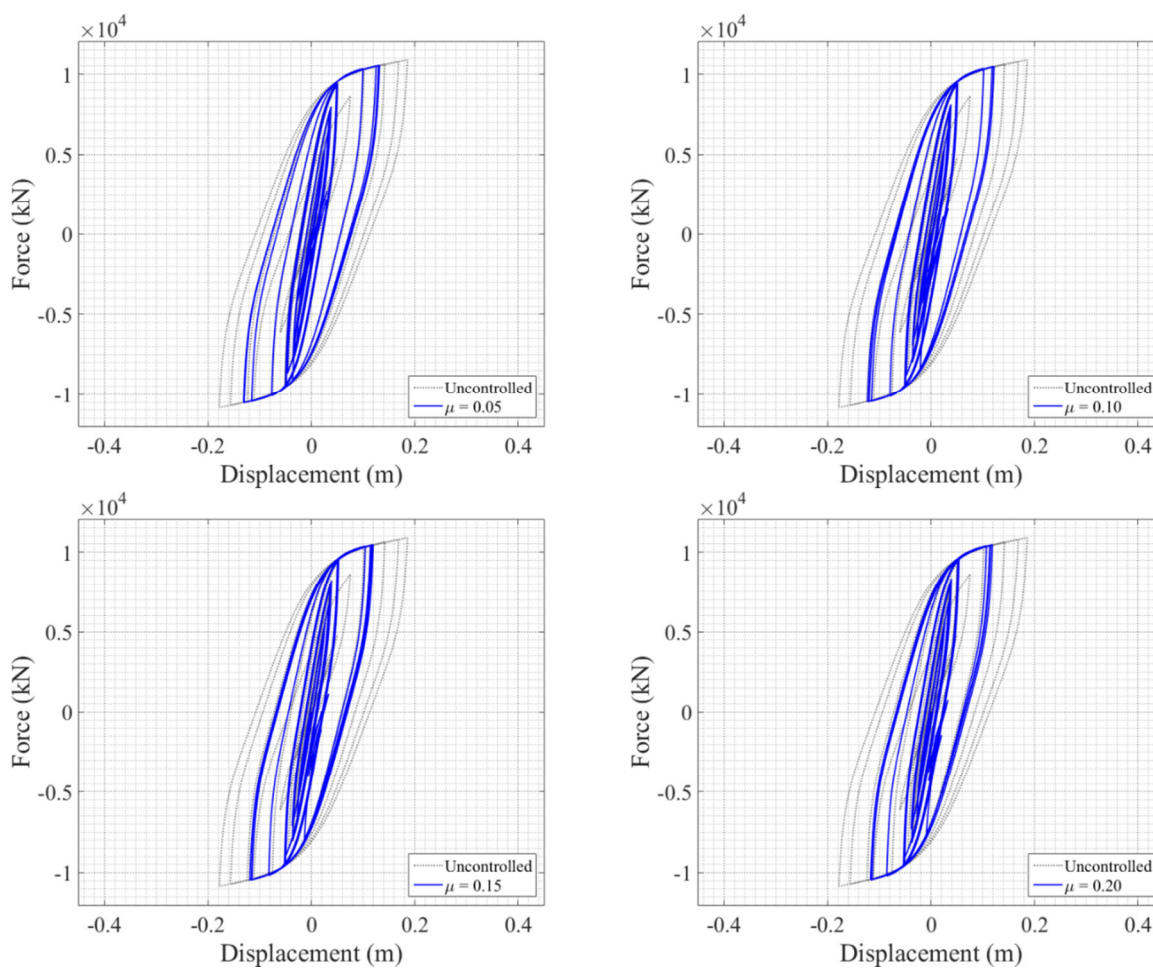 ×10⁴
1
0.5
0
-0.5
-1
Force (kN)
-0.4 -0.2 0 0.2 0.4
Displacement (m)
Uncontrolled
μ = 0.05
×10⁴
1
0.5
0
-0.5
-1
Force (kN)
-0.4 -0.2 0 0.2 0.4
Displacement (m)
Uncontrolled
μ = 0.10
×10⁴
1
0.5
0
-0.5
-1
Force (kN)
-0.4 -0.2 0 0.2 0.4
Displacement (m)
Uncontrolled
μ = 0.15
×10⁴
1
0.5
0
-0.5
-1
Force (kN)
-0.4 -0.2 0 0.2 0.4
Displacement (m)
Uncontrolled
μ = 0.20